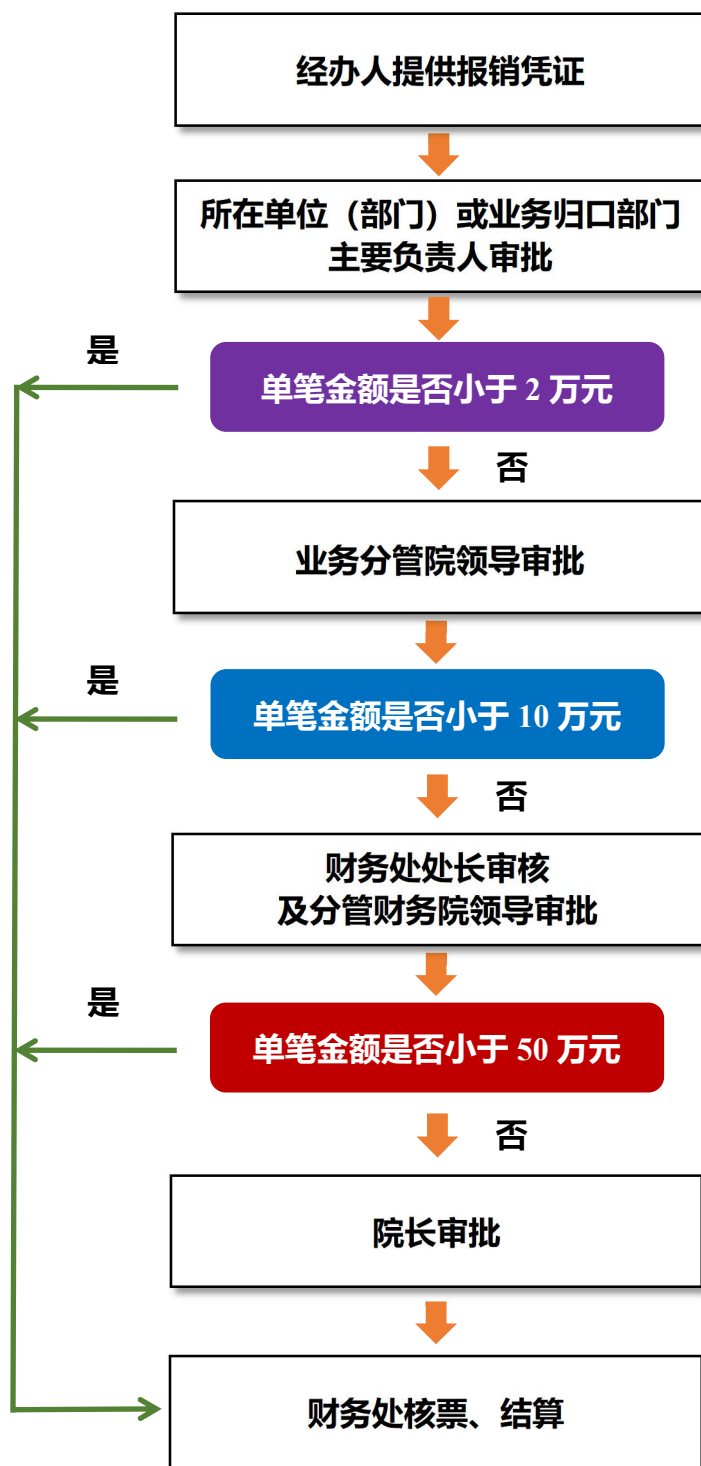 经办人提供报销凭证
所在单位（部门）或业务归口部门
主要负责人审批
是
单笔金额是否小于 2 万元
否
业务分管院领导审批
是
单笔金额是否小于 10 万元
否
财务处处长审核
及分管财务院领导审批
是
单笔金额是否小于 50 万元
否
院长审批
财务处核票、结算